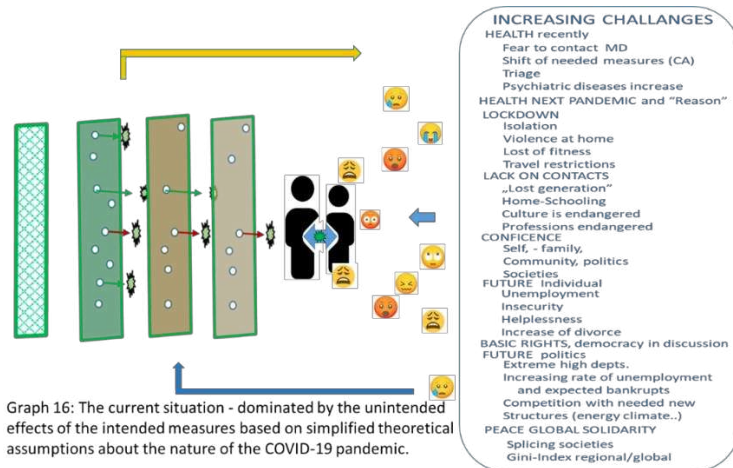 INCREASING CHALLANGES
HEALTH recently
Fear to contact MD
Shift of needed measures (CA)
Triage
Psychiatric diseases increase
HEALTH NEXT PANDEMIC and “Reason”
LOCKDOWN
Isolation
Violence at home
Lost of fitness
Travel restrictions
LACK ON CONTACTS
„Lost generation”
Home-Schooling
Culture is endangered
Professions endangered
CONFICENCE
Self, - family,
Community, politics
Societies
FUTURE Individual
Unemployment
Insecurity
Helplessness
Increase of divorce
BASIC RIGHTS, democracy in discussion
FUTURE politics
Extreme high depts.
Increasing rate of unemployment
and expected bankrupts
Competition with needed new
Structures (energy climate..)
PEACE GLOBAL SOLIDARITY
Splicing societies
Gini-Index regional/global
Graph 16: The current situation - dominated by the unintended
effects of the intended measures based on simplified theoretical
assumptions about the nature of the COVID-19 pandemic.